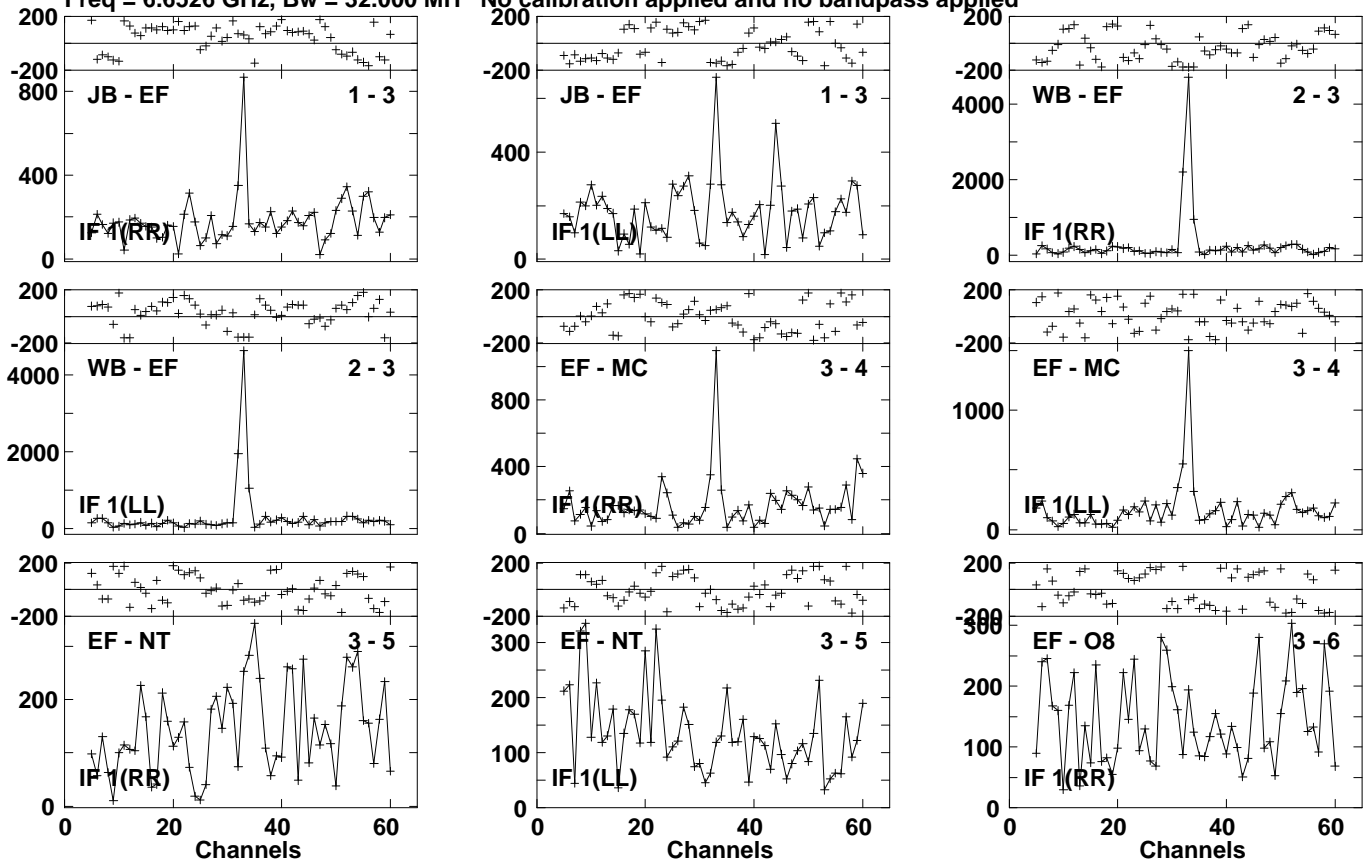 Freq = 6.6526 GHz, Bw = 32.000 MH No calibration applied and no bandpass applied
200
-200
800
400
0
JB - EF 1 - 3
IF 1(RR)
400
0
JB - EF 1 - 3
IF 1(LL)
200
-200
4000
2000
0
WB - EF 2 - 3
IF 1(RR)
200
-200
4000
2000
0
WB - EF 2 - 3
IF 1(LL)
200
-200
800
400
0
EF - MC 3 - 4
IF 1(RR)
200
-200
1000
0
EF - MC 3 - 4
IF 1(LL)
200
-200
200
0
EF - NT 3 - 5
IF 1(RR)
0 20 40 60
Channels
200
-200
300
200
100
0
EF - NT 3 - 5
IF 1(LL)
0 20 40 60
Channels
200
-200
300
200
100
0
EF - O8 3 - 6
IF 1(RR)
0 20 40 60
Channels